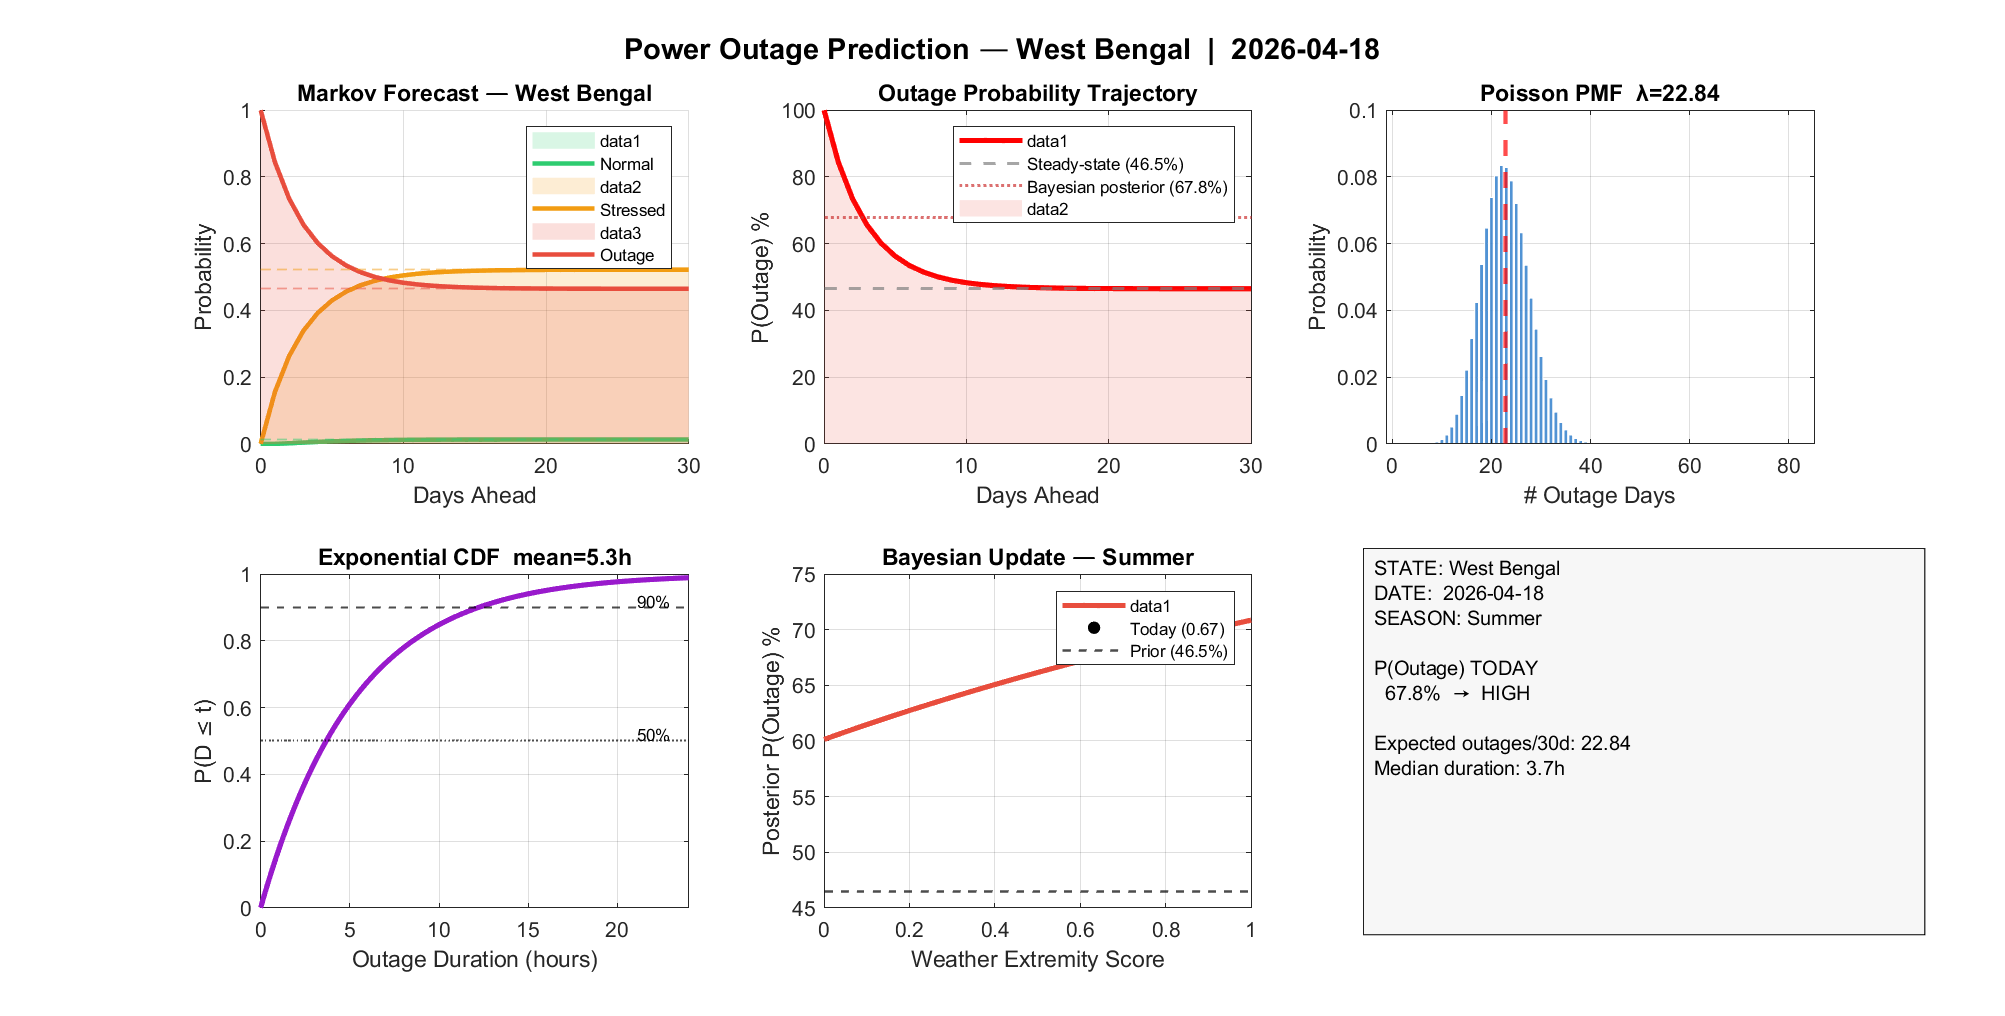 Power Outage Prediction — West Bengal | 2026-04-18
Markov Forecast — West Bengal
Probability
1
0.8
0.6
0.4
0.2
0
0
10
20
30
Days Ahead
data1
Normal
data2
Stressed
data3
Outage
Outage Probability Trajectory
P(Outage) %
100
80
60
40
20
0
0
10
20
30
Days Ahead
data1
Steady-state (46.5%)
Bayesian posterior (67.8%)
data2
Poisson PMF λ=22.84
Probability
0.1
0.08
0.06
0.04
0.02
0
0
20
40
60
80
# Outage Days
Exponential CDF mean=5.3h
P(D ≤ t)
1
0.8
0.6
0.4
0.2
0
90%
50%
0
5
10
15
20
Outage Duration (hours)
Bayesian Update — Summer
Posterior P(Outage) %
75
70
65
60
55
50
45
data1
Today (0.67)
Prior (46.5%)
0
0.2
0.4
0.6
0.8
1
Weather Extremity Score
STATE: West Bengal
DATE: 2026-04-18
SEASON: Summer
P(Outage) TODAY
67.8% → HIGH
Expected outages/30d: 22.84
Median duration: 3.7h